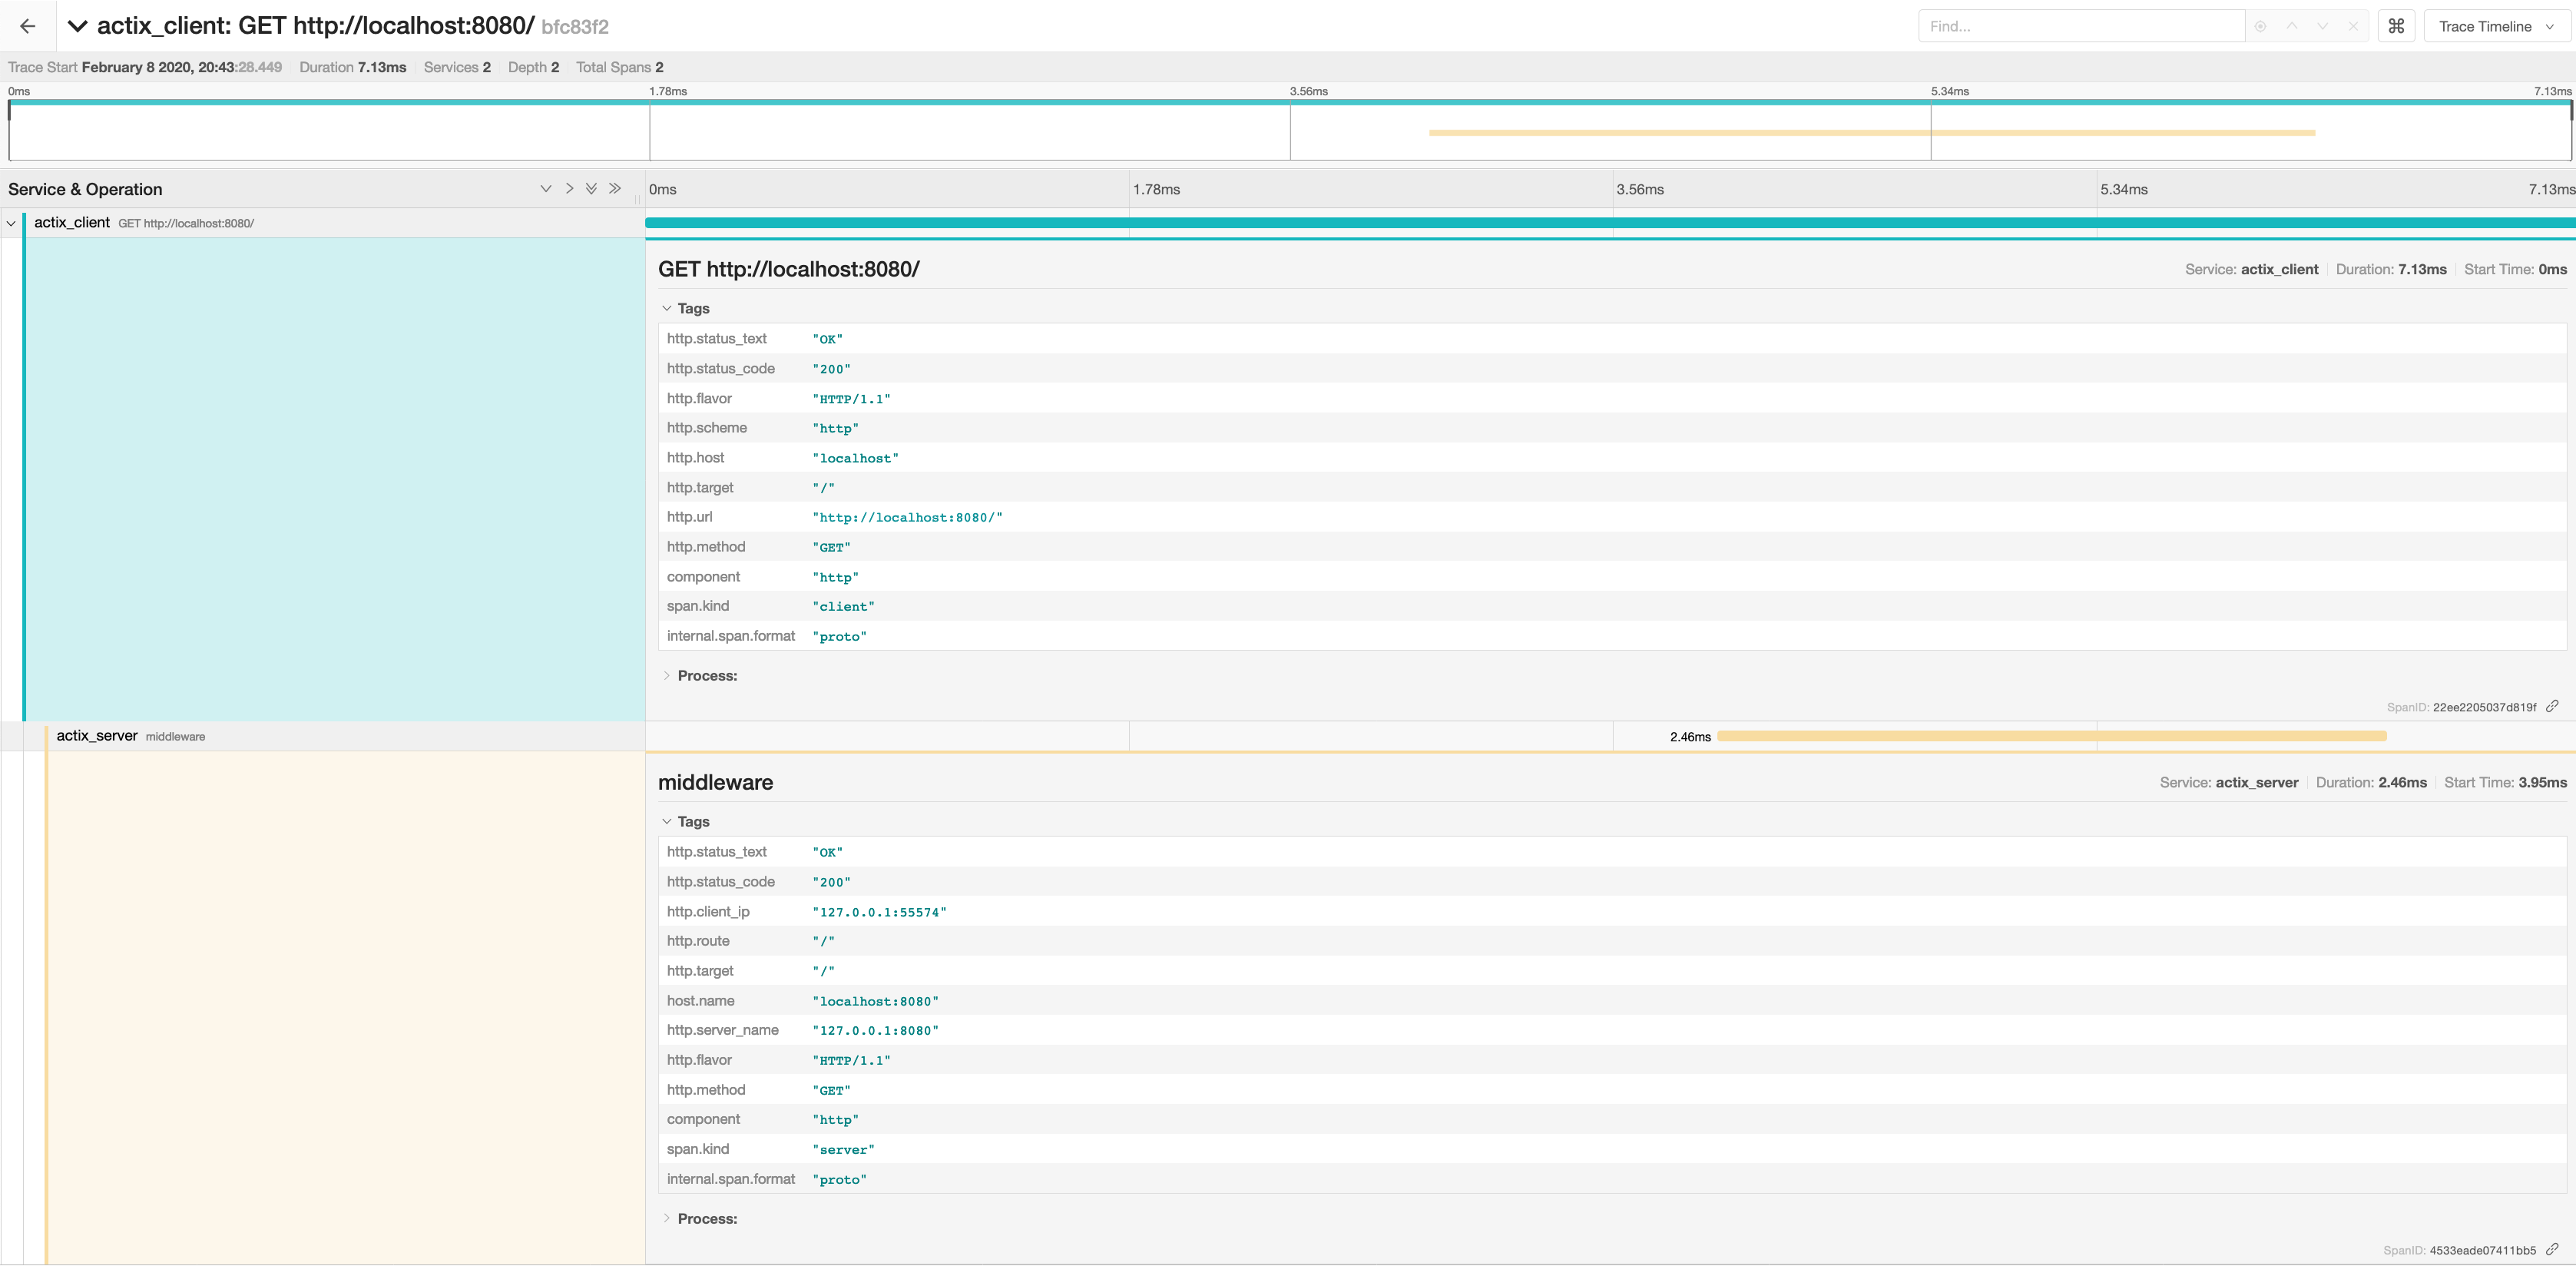 actix_client: GET http://localhost:8080/ bfc83f2
Find...
Trace Timeline
Trace Start February 8 2020, 20:43:28.449 Duration 7.13ms Services 2 Depth 2 Total Spans 2
0ms 1.78ms 3.56ms 5.34ms 7.13ms
Service & Operation 0ms 1.78ms 3.56ms 5.34ms 7.13ms
actix_client GET http://localhost:8080/
GET http://localhost:8080/ Service: actix_client Duration: 7.13ms Start Time: 0ms
Tags
http.status_text "OK"
http.status_code "200"
http.flavor "HTTP/1.1"
http.scheme "http"
http.host "localhost"
http.target "/"
http.url "http://localhost:8080/"
http.method "GET"
component "http"
span.kind "client"
internal.span.format "proto"
Process:
SpanID: 22ee2205037d819f
actix_server middleware 2.46ms
middleware Service: actix_server Duration: 2.46ms Start Time: 3.95ms
Tags
http.status_text "OK"
http.status_code "200"
http.client_ip "127.0.0.1:55574"
http.route "/"
http.target "/"
host.name "localhost:8080"
http.server_name "127.0.0.1:8080"
http.flavor "HTTP/1.1"
http.method "GET"
component "http"
span.kind "server"
internal.span.format "proto"
Process:
SpanID: 4533eade07411bb5